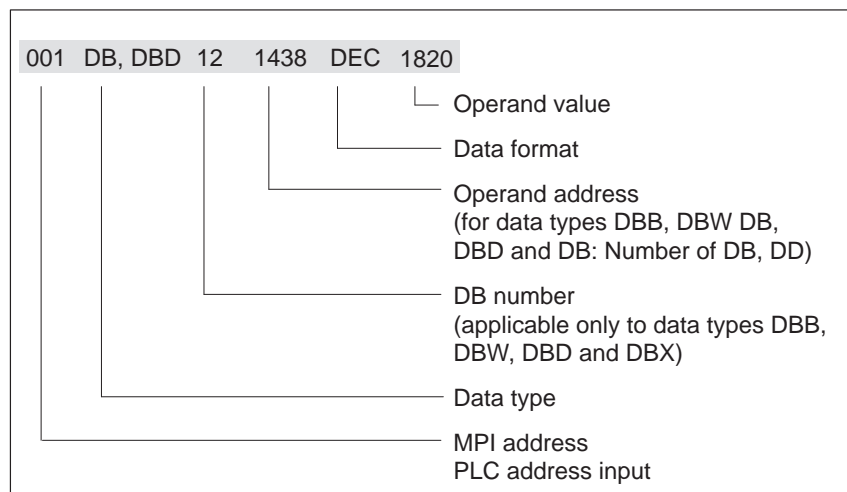 001 DB, DBD 12 1438 DEC 1820
Operand value
Data format
Operand address
(for data types DBB, DBW DB,
DBD and DB: Number of DB, DD)
DB number
(applicable only to data types DBB,
DBW, DBD and DBX)
Data type
MPI address
PLC address input